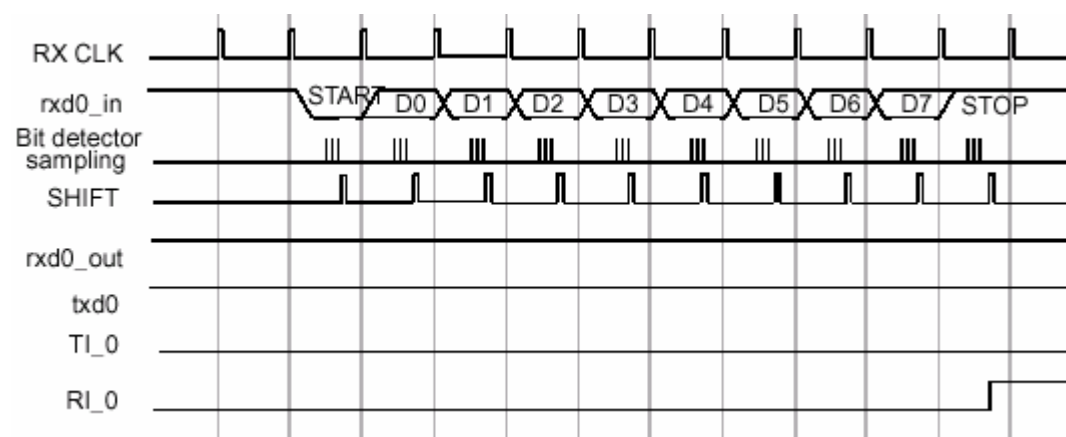 RX CLK
rxd0_in START D0 D1 D2 D3 D4 D5 D6 D7 STOP
Bit detector
sampling
SHIFT
rxd0_out
txd0
TI_0
RI_0